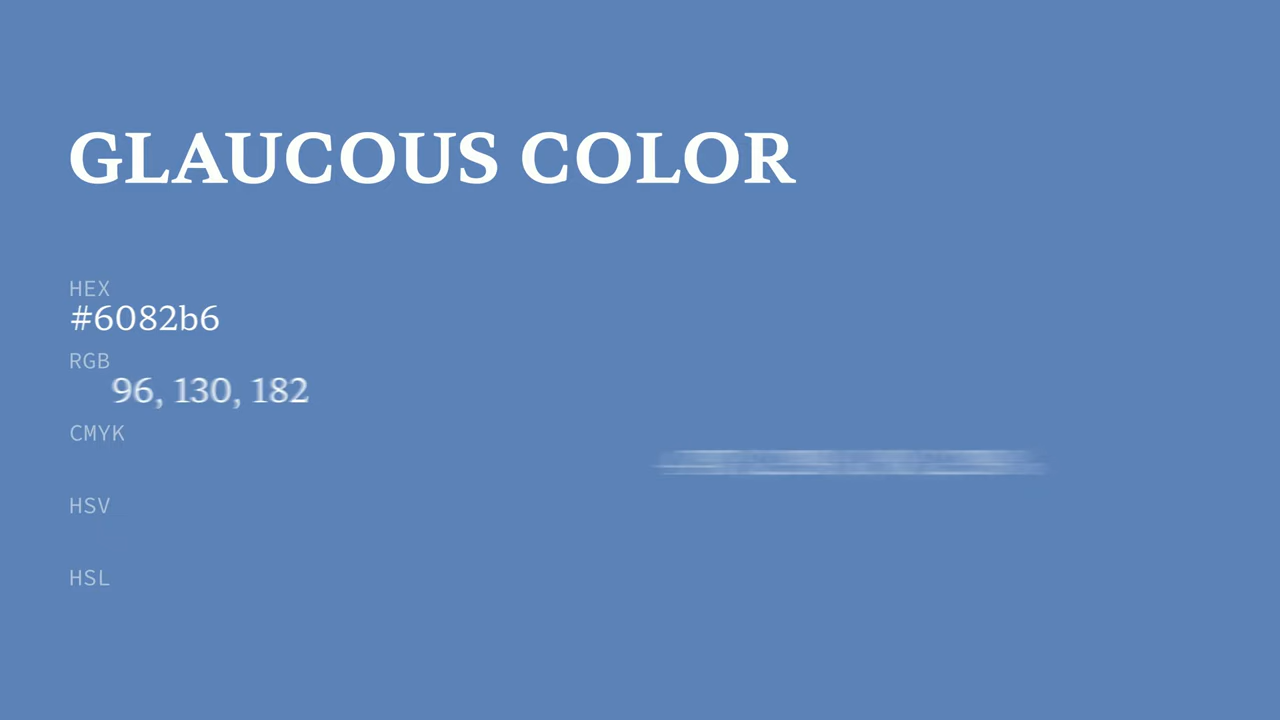 GLAUCOUS COLOR
HEX
#6082b6
RGB
96, 130, 182
CMYK
HSV
HSL